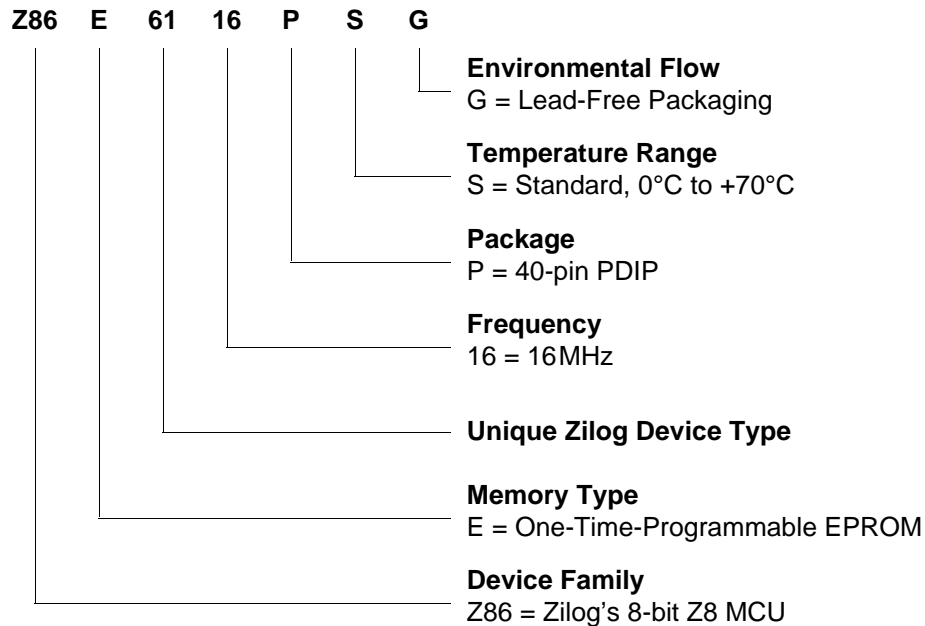 Z86 E 61 16 P S G
Environmental Flow
G = Lead-Free Packaging
Temperature Range
S = Standard, 0°C to +70°C
Package
P = 40-pin PDIP
Frequency
16 = 16MHz
Unique Zilog Device Type
Memory Type
E = One-Time-Programmable EPROM
Device Family
Z86 = Zilog's 8-bit Z8 MCU